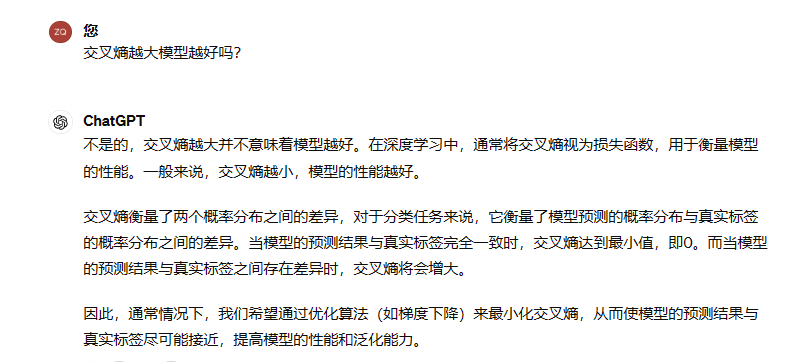 ZQ
您
交叉熵越大模型越好吗?
ChatGPT
不是的，交叉熵越大并不意味着模型越好。在深度学习中，通常将交叉熵视为损失函数，用于衡量模型
的性能。一般来说，交叉熵越小，模型的性能越好。
交叉熵衡量了两个概率分布之间的差异，对于分类任务来说，它衡量了模型预测的概率分布与真实标签
的概率分布之间的差异。当模型的预测结果与真实标签完全一致时，交叉熵达到最小值，即0。而当模型
的预测结果与真实标签之间存在差异时，交叉熵将会增大。
因此，通常情况下，我们希望通过优化算法（如梯度下降）来最小化交叉熵，从而使模型的预测结果与
真实标签尽可能接近，提高模型的性能和泛化能力。